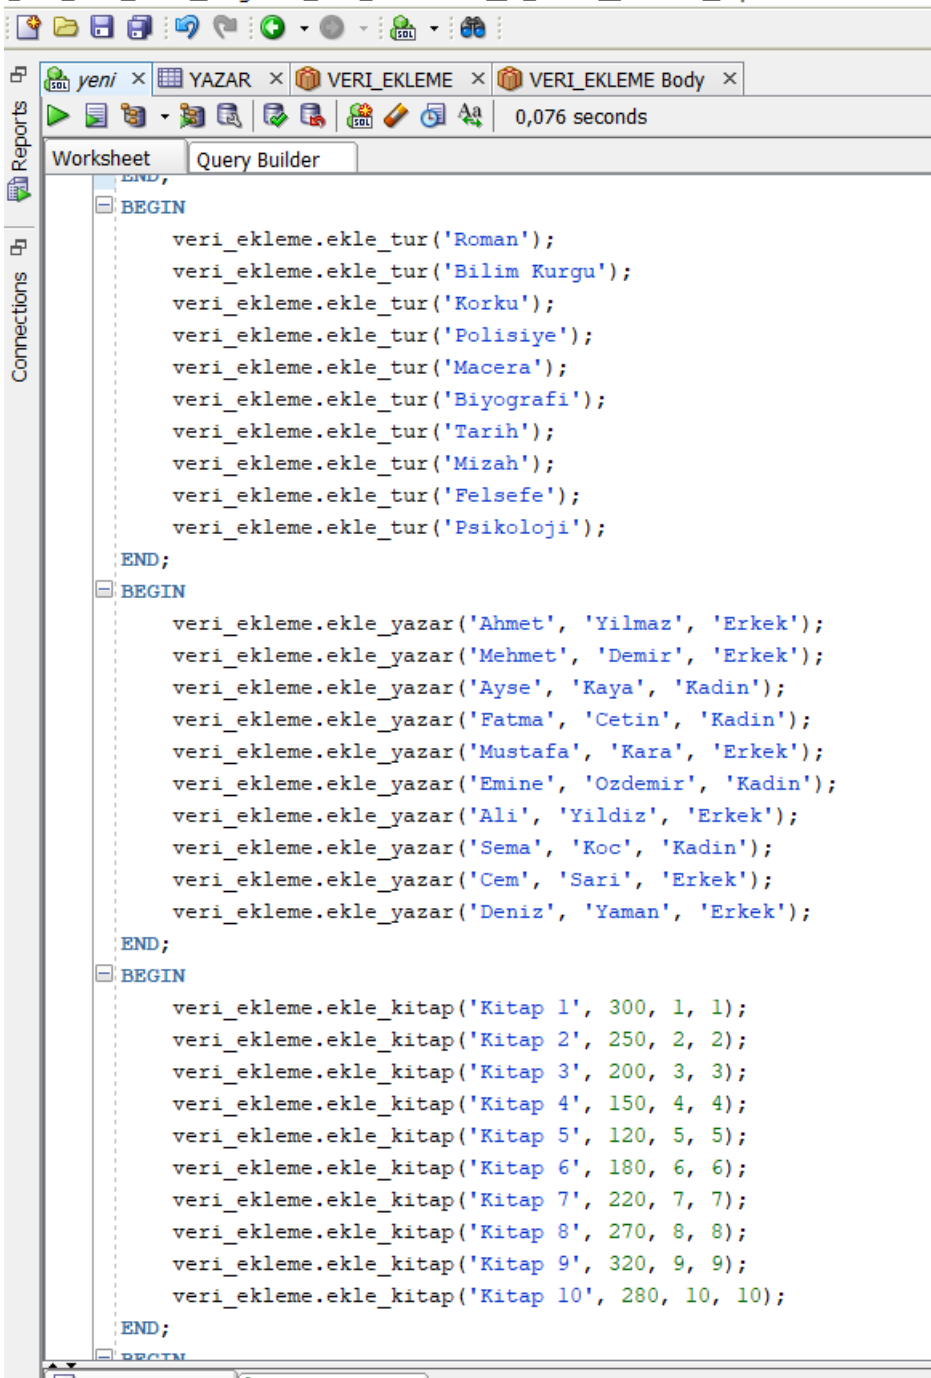 yeni
YAZAR
VERI_EKLEME
VERI_EKLEME Body
0,076 seconds
Worksheet
Query Builder
Reports
Connections
END;
BEGIN
veri_ekleme.ekle_tur('Roman');
veri_ekleme.ekle_tur('Bilim Kurgu');
veri_ekleme.ekle_tur('Korku');
veri_ekleme.ekle_tur('Polisiye');
veri_ekleme.ekle_tur('Macera');
veri_ekleme.ekle_tur('Biyografi');
veri_ekleme.ekle_tur('Tarih');
veri_ekleme.ekle_tur('Mizah');
veri_ekleme.ekle_tur('Felsefe');
veri_ekleme.ekle_tur('Psikoloji');
END;
BEGIN
veri_ekleme.ekle_yazar('Ahmet', 'Yilmaz', 'Erkek');
veri_ekleme.ekle_yazar('Mehmet', 'Demir', 'Erkek');
veri_ekleme.ekle_yazar('Ayse', 'Kaya', 'Kadin');
veri_ekleme.ekle_yazar('Fatma', 'Cetin', 'Kadin');
veri_ekleme.ekle_yazar('Mustafa', 'Kara', 'Erkek');
veri_ekleme.ekle_yazar('Emine', 'Ozdemir', 'Kadin');
veri_ekleme.ekle_yazar('Ali', 'Yildiz', 'Erkek');
veri_ekleme.ekle_yazar('Sema', 'Koc', 'Kadin');
veri_ekleme.ekle_yazar('Cem', 'Sari', 'Erkek');
veri_ekleme.ekle_yazar('Deniz', 'Yaman', 'Erkek');
END;
BEGIN
veri_ekleme.ekle_kitap('Kitap 1', 300, 1, 1);
veri_ekleme.ekle_kitap('Kitap 2', 250, 2, 2);
veri_ekleme.ekle_kitap('Kitap 3', 200, 3, 3);
veri_ekleme.ekle_kitap('Kitap 4', 150, 4, 4);
veri_ekleme.ekle_kitap('Kitap 5', 120, 5, 5);
veri_ekleme.ekle_kitap('Kitap 6', 180, 6, 6);
veri_ekleme.ekle_kitap('Kitap 7', 220, 7, 7);
veri_ekleme.ekle_kitap('Kitap 8', 270, 8, 8);
veri_ekleme.ekle_kitap('Kitap 9', 320, 9, 9);
veri_ekleme.ekle_kitap('Kitap 10', 280, 10, 10);
END;
BEGIN